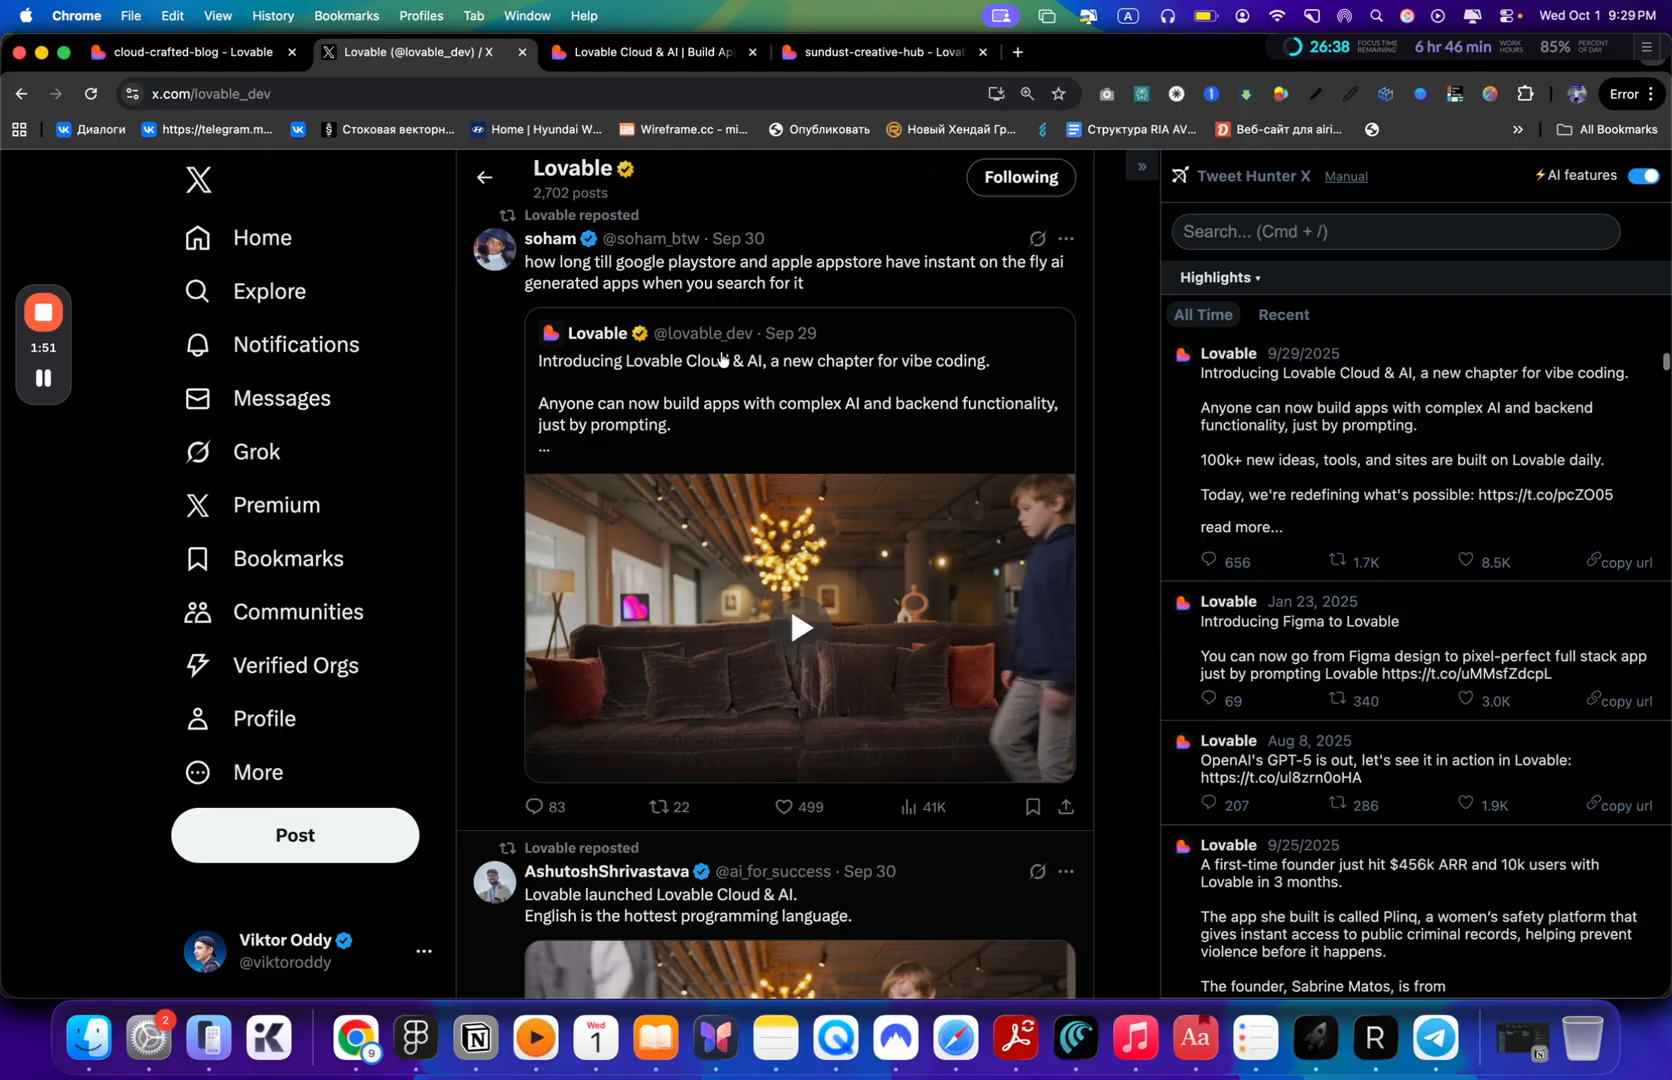 Chrome File Edit View History Bookmarks Profiles Tab Window Help
A
Wed Oct 1 9:29 PM
cloud-crafted-blog - Lovable
Lovable (@lovable_dev) / X
Lovable Cloud & AI | Build Ap
sundust-creative-hub - Lova
26:38 FOCUS TIME REMAINING 6 hr 46 min WORK HOURS 85% PERCENT OF DAY
x.com/lovable_dev
Error
Диалоги
https://telegram.m...
Стоковая векторн...
Home | Hyundai W...
Wireframe.cc - mi...
Опубликовать
Новый Хендай Гр...
Структура RIA AV...
Веб-сайт для airi...
All Bookmarks
1:51
Home
Explore
Notifications
Messages
Grok
Premium
Bookmarks
Communities
Verified Orgs
Profile
More
Post
Viktor Oddy
@viktoroddy
Lovable
2,702 posts
Following
Lovable reposted
soham @soham_btw · Sep 30
how long till google playstore and apple appstore have instant on the fly ai
generated apps when you search for it
Lovable @lovable_dev · Sep 29
Introducing Lovable Cloud & AI, a new chapter for vibe coding.
Anyone can now build apps with complex AI and backend functionality,
just by prompting.
...
83 22 499 41K
Lovable reposted
AshutoshShrivastava @ai_for_success · Sep 30
Lovable launched Lovable Cloud & AI.
English is the hottest programming language.
Tweet Hunter X Manual
⚡AI features
Search... (Cmd + /)
Highlights
All Time Recent
Lovable 9/29/2025
Introducing Lovable Cloud & AI, a new chapter for vibe coding.
Anyone can now build apps with complex AI and backend
functionality, just by prompting.
100k+ new ideas, tools, and sites are built on Lovable daily.
Today, we're redefining what's possible: https://t.co/pcZO05
read more...
656 1.7K 8.5K copy url
Lovable Jan 23, 2025
Introducing Figma to Lovable
You can now go from Figma design to pixel-perfect full stack app
just by prompting Lovable https://t.co/uMMsfZdcpL
69 340 3.0K copy url
Lovable Aug 8, 2025
OpenAI's GPT-5 is out, let's see it in action in Lovable:
https://t.co/ul8zrn0oHA
207 286 1.9K copy url
Lovable 9/25/2025
A first-time founder just hit $456k ARR and 10k users with
Lovable in 3 months.
The app she built is called Plinq, a women's safety platform that
gives instant access to public criminal records, helping prevent
violence before it happens.
The founder, Sabrine Matos, is from
2
9
Wed
1
Aa
R